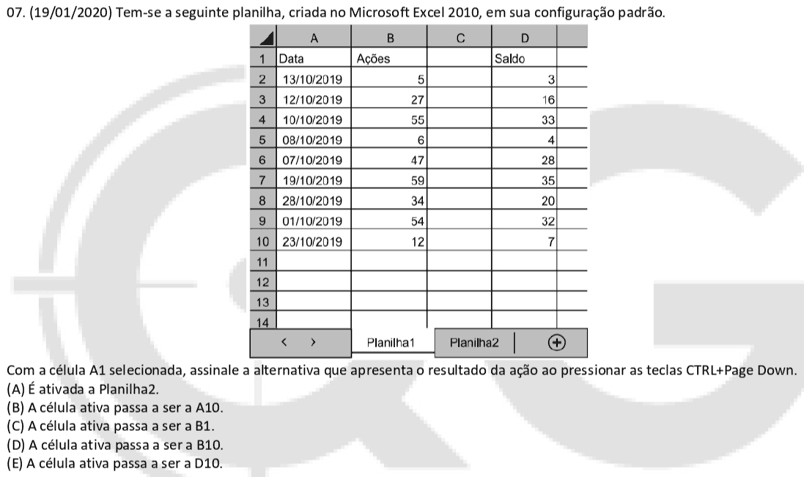 07. (19/01/2020) Tem-se a seguinte planilha, criada no Microsoft Excel 2010, em sua configuração padrão.
A B C D
1 Data Ações Saldo
2 13/10/2019 5 3
3 12/10/2019 27 16
4 10/10/2019 55 33
5 08/10/2019 6 4
6 07/10/2019 47 28
7 19/10/2019 59 35
8 28/10/2019 34 20
9 01/10/2019 54 32
10 23/10/2019 12 7
11
12
13
14
< > Planilha1 Planilha2 +
Com a célula A1 selecionada, assinale a alternativa que apresenta o resultado da ação ao pressionar as teclas CTRL+Page Down.
(A) É ativada a Planilha2.
(B) A célula ativa passa a ser a A10.
(C) A célula ativa passa a ser a B1.
(D) A célula ativa passa a ser a B10.
(E) A célula ativa passa a ser a D10.